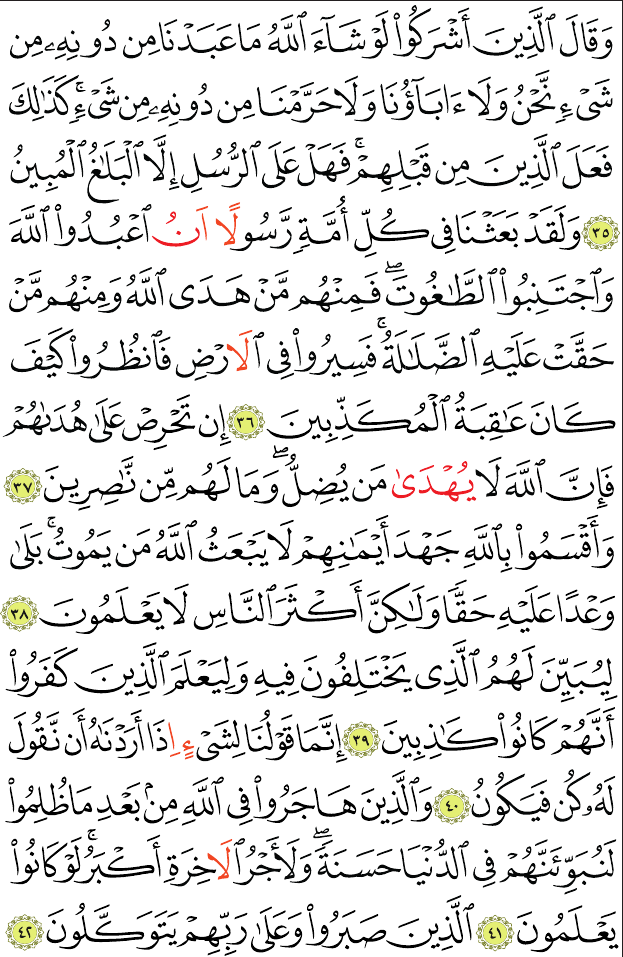 وَقَالَ ٱلَّذِينَ أَشْرَكُوا۟ لَوْ شَآءَ ٱللَّهُ مَا عَبَدْنَا مِن دُونِهِۦ مِن
شَىْءٍ نَّحْنُ وَلَآ ءَابَآؤُنَا وَلَا حَرَّمْنَا مِن دُونِهِۦ مِن شَىْءٍ ۚ كَذَٰلِكَ
فَعَلَ ٱلَّذِينَ مِن قَبْلِهِمْ ۚ فَهَلْ عَلَى ٱلرُّسُلِ إِلَّا ٱلْبَلَٰغُ ٱلْمُبِينُ
٣٥ وَلَقَدْ بَعَثْنَا فِى كُلِّ أُمَّةٍ رَّسُولًا اَنُ ٱعْبُدُوا۟ ٱللَّهَ
وَٱجْتَنِبُوا۟ ٱلطَّٰغُوتَ ۖ فَمِنْهُم مَّنْ هَدَى ٱللَّهُ وَمِنْهُم مَّنْ
حَقَّتْ عَلَيْهِ ٱلضَّلَٰلَةُ ۚ فَسِيرُوا۟ فِى ٱلَارْضِ فَٱنظُرُوا۟ كَيْفَ
كَانَ عَٰقِبَةُ ٱلْمُكَذِّبِينَ ٣٦ إِن تَحْرِصْ عَلَىٰ هُدَىٰهُمْ
فَإِنَّ ٱللَّهَ لَا يُهْدَىٰ مَن يُضِلُّ ۖ وَمَا لَهُم مِّن نَّٰصِرِينَ ٣٧
وَأَقْسَمُوا۟ بِٱللَّهِ جَهْدَ أَيْمَٰنِهِمْ لَا يَبْعَثُ ٱللَّهُ مَن يَمُوتُ ۚ بَلَىٰ
وَعْدًا عَلَيْهِ حَقًّا وَلَٰكِنَّ أَكْثَرَ ٱلنَّاسِ لَا يَعْلَمُونَ ٣٨
لِيُبَيِّنَ لَهُمُ ٱلَّذِى يَخْتَلِفُونَ فِيهِ وَلِيَعْلَمَ ٱلَّذِينَ كَفَرُوٓا۟
أَنَّهُمْ كَانُوا۟ كَٰذِبِينَ ٣٩ إِنَّمَا قَوْلُنَا لِشَىْءٍ اِذَآ أَرَدْنَٰهُ أَن نَّقُولَ
لَهُۥ كُن فَيَكُونُ ٤٠ وَٱلَّذِينَ هَاجَرُوا۟ فِى ٱللَّهِ مِنۢ بَعْدِ مَا ظُلِمُوا۟
لَنُبَوِّئَنَّهُمْ فِى ٱلدُّنْيَا حَسَنَةً ۖ وَلَأَجْرُ ٱلَاخِرَةِ أَكْبَرُ ۚ لَوْ كَانُوا۟
يَعْلَمُونَ ٤١ ٱلَّذِينَ صَبَرُوا۟ وَعَلَىٰ رَبِّهِمْ يَتَوَكَّلُونَ ٤٢